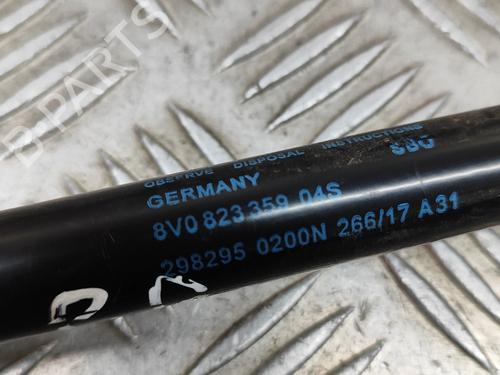 B-PARTS
OBSERVE DISPOSAL INSTRUCTIONS
GERMANY
8V0 823 359 04S
298295 0200N 266/17 A31